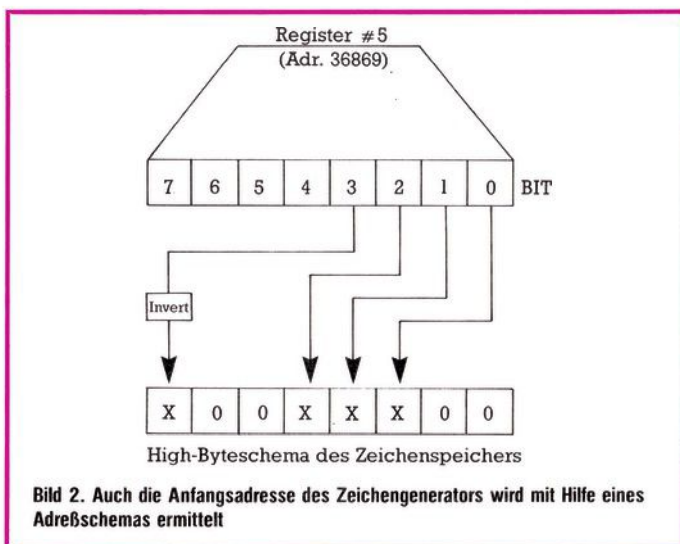 Register #5
(Adr. 36869)
7 6 5 4 3 2 1 0 BIT
Invert
X 0 0 X X X 0 0
High-Byteschema des Zeichenspeichers
Bild 2. Auch die Anfangsadresse des Zeichengenerators wird mit Hilfe eines
Adreßschemas ermittelt